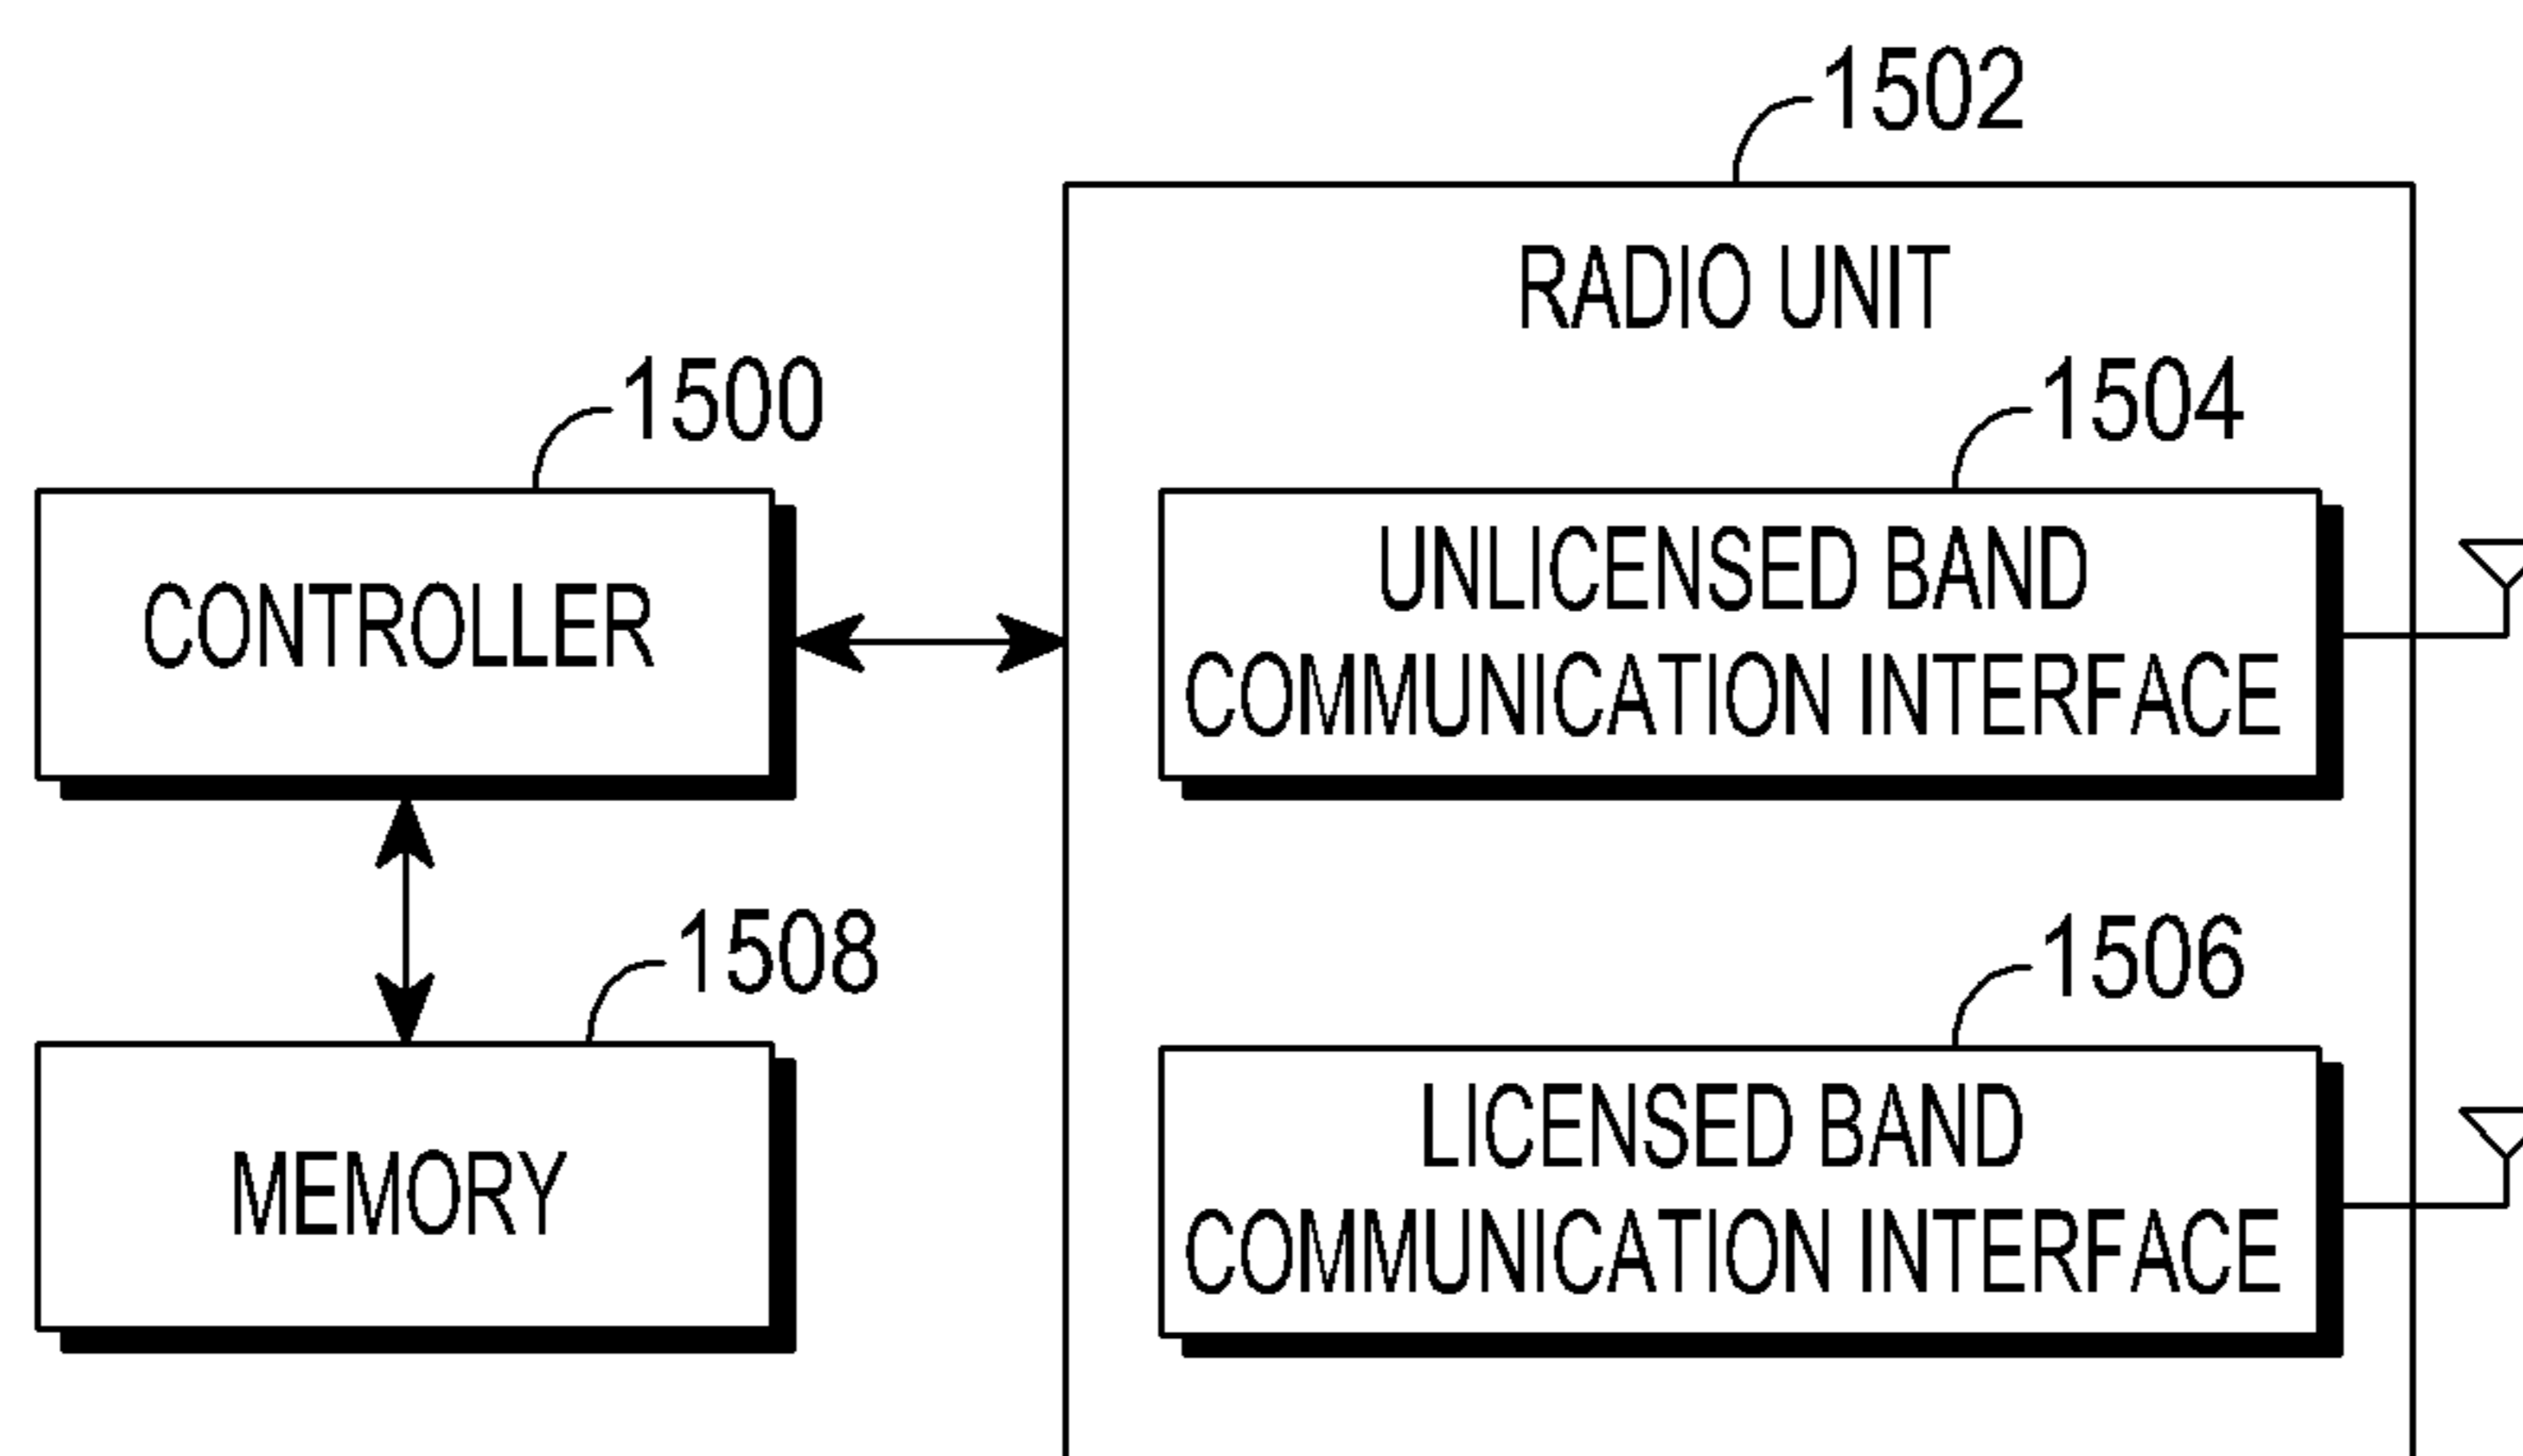 1502
RADIO UNIT
1500
1504
CONTROLLER
UNLICENSED BAND
COMMUNICATION INTERFACE
1508
1506
MEMORY
LICENSED BAND
COMMUNICATION INTERFACE